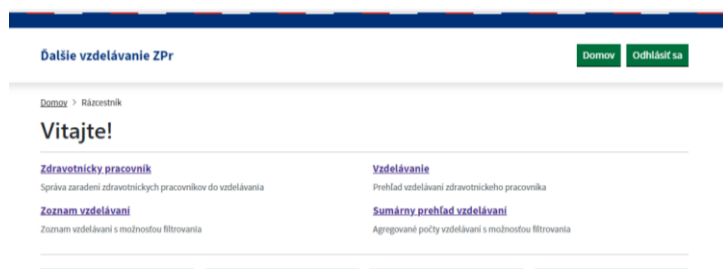 Ďalšie vzdelávanie ZPr
Domov
Odhlásiť sa
Domov > Rázcestník
Vitajte!
Zdravotnícky pracovník
Správa zaradení zdravotníckych pracovníkov do vzdelávania
Vzdelávanie
Prehľad vzdelávaní zdravotníckeho pracovníka
Zoznam vzdelávaní
Zoznam vzdelávaní s možnosťou filtrovania
Sumárny prehľad vzdelávaní
Agregované počty vzdelávaní s možnosťou filtrovania